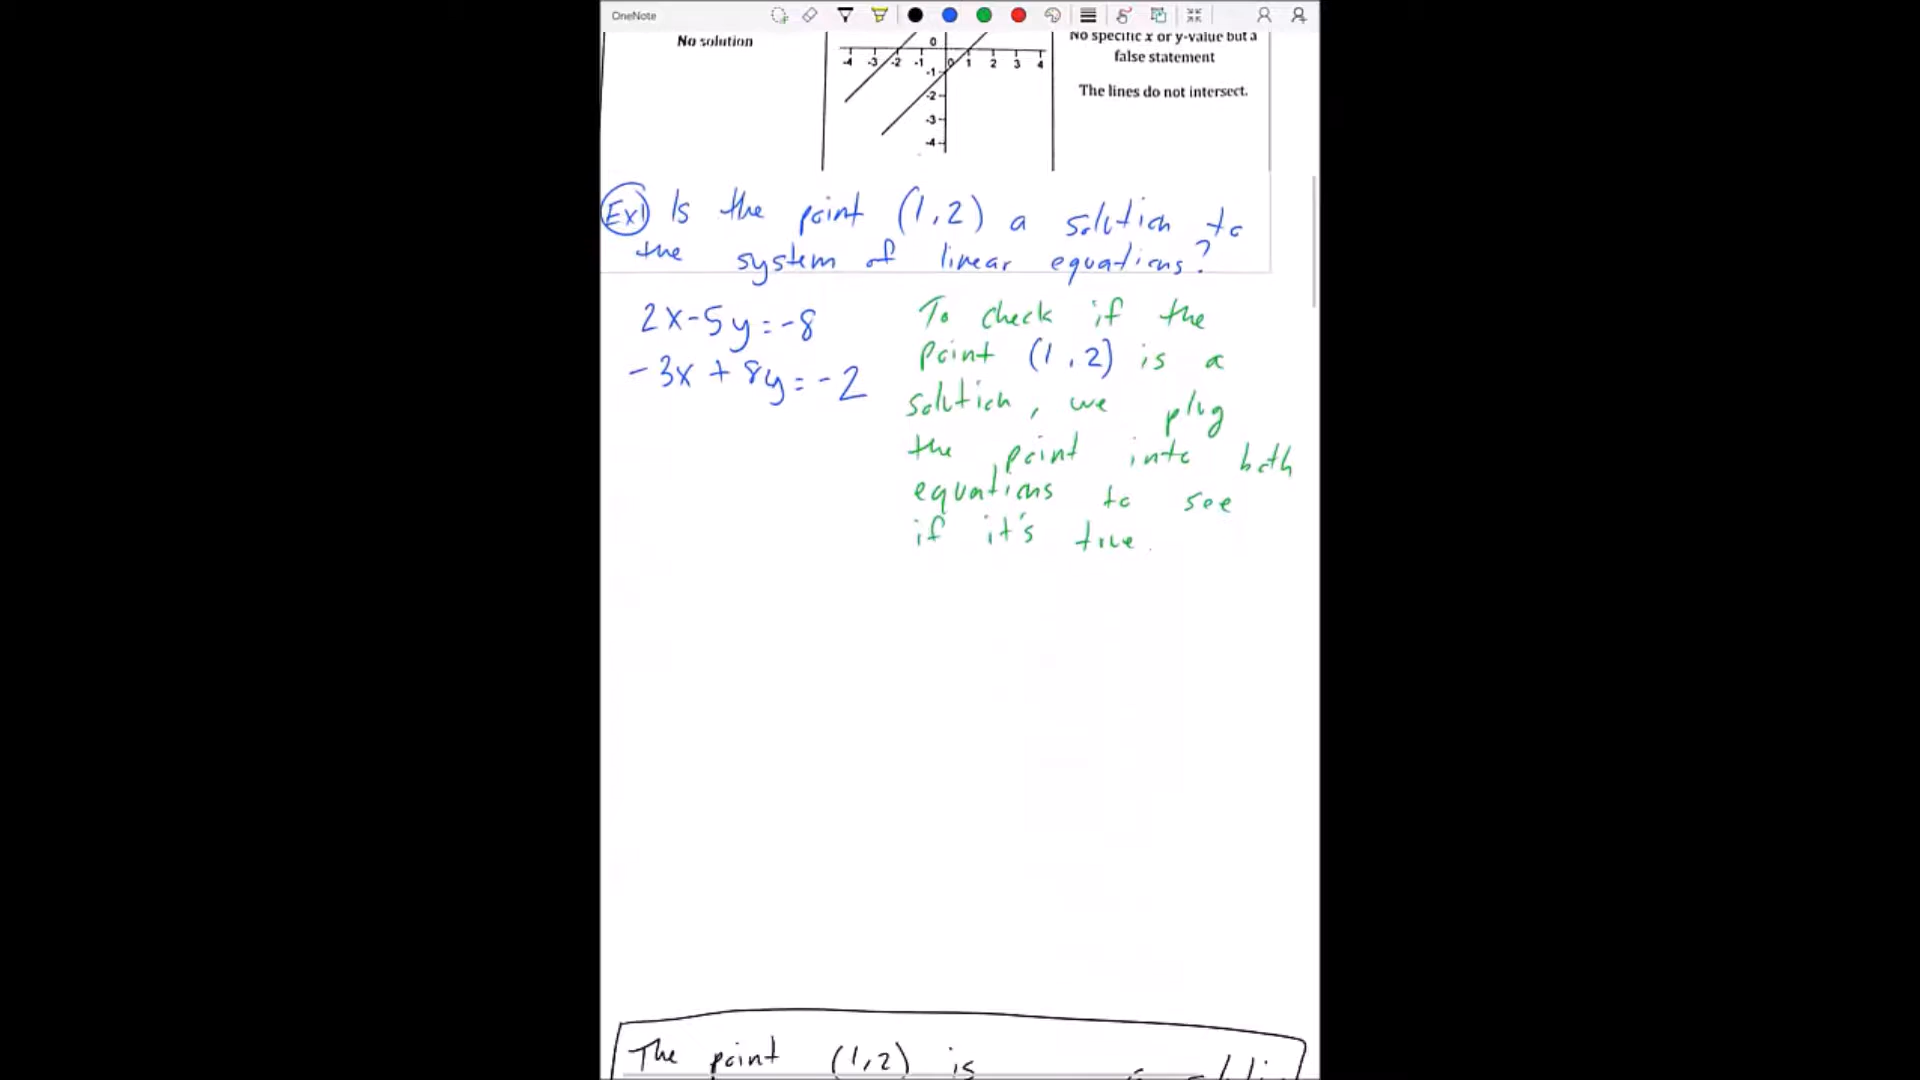 OneNote
No solution
No specific x or y-value but a
false statement
The lines do not intersect.
0
-4 -3 -2 -1 0 1 2 3 4
-1
-2
-3
-4
Ex1 Is the point (1,2) a solution to
the system of linear equations?
2x-5y=-8
-3x+8y=-2
To check if the
point (1,2) is a
solution, we plug
the point into both
equations to see
if it's true.
The point (1,2) is